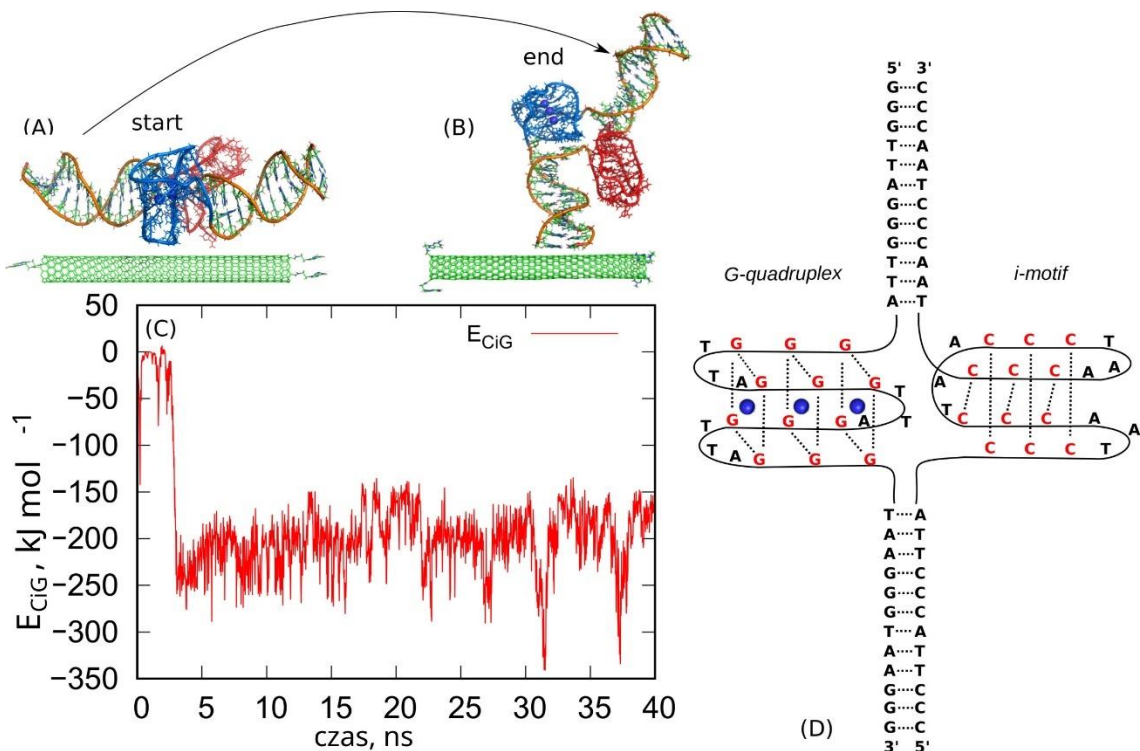 (A)
start
(B)
end
(C)
E_CiG
50
0
−50
−100
−150
−200
−250
−300
−350
E_CiG, kJ mol -1
0 5 10 15 20 25 30 35 40
czas, ns
5' 3'
G····C
G····C
G····C
T····A
T····A
A····T
G····C
G····C
G····C
T····A
T····A
A····T
G-quadruplex
T G G G
T A G G G T
G G G A T
T T A G G G
i-motif
A C C C T
A C C C A A
T C C C A
C C C T A
T····A
A····T
A····T
G····C
G····C
G····C
T····A
A····T
A····T
G····C
G····C
G····C
3' 5'
(D)